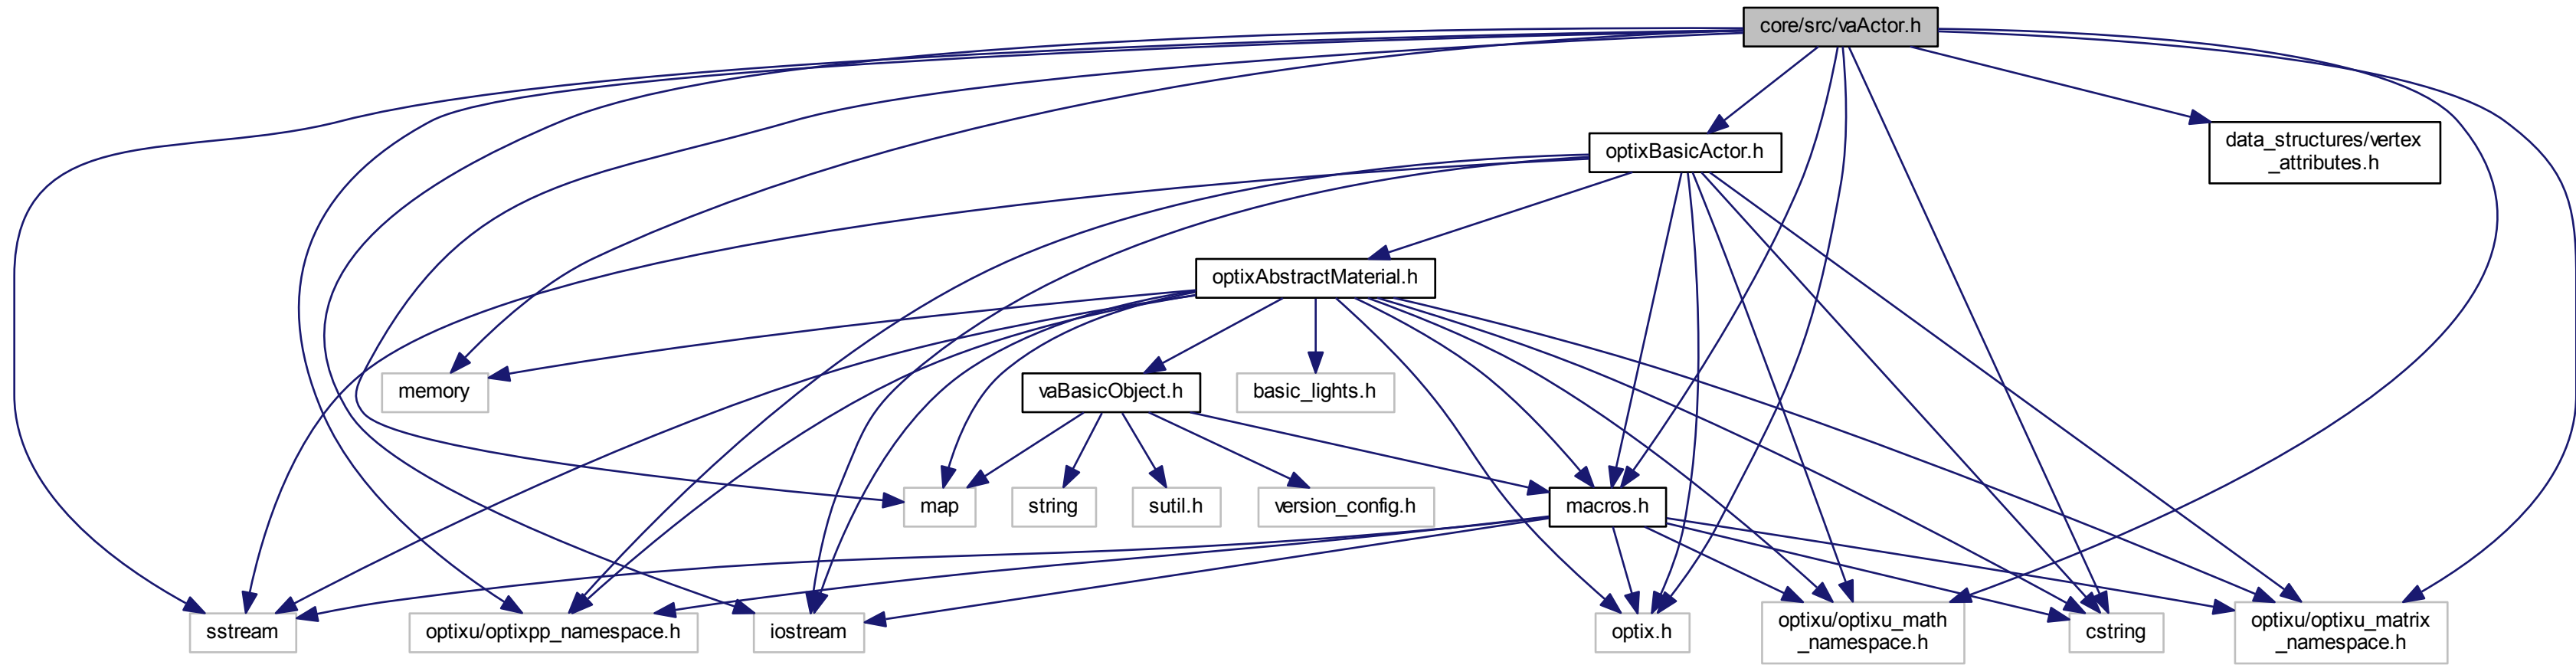 core/src/vaActor.h
optixBasicActor.h
data_structures/vertex
_attributes.h
optixAbstractMaterial.h
memory
vaBasicObject.h
basic_lights.h
map
string
sutil.h
version_config.h
macros.h
sstream
optixu/optixpp_namespace.h
iostream
optix.h
optixu/optixu_math
_namespace.h
cstring
optixu/optixu_matrix
_namespace.h